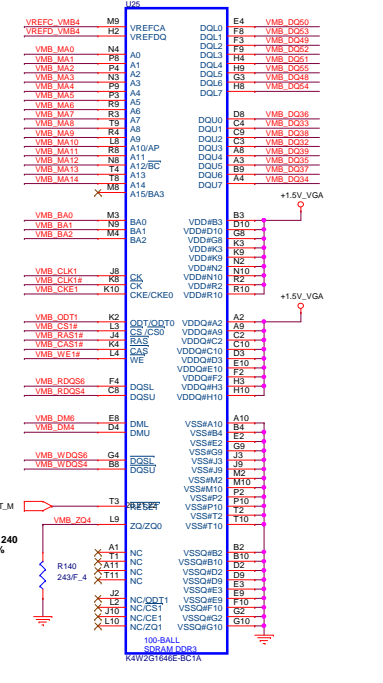 U25
VREFC_VMB4 M9 VREFCA DQL0 E4 VMB_DQ50
VREFD_VMB4 H2 VREFDQ DQL1 F8 VMB_DQ53
DQL2 F3 VMB_DQ49
VMB_MA0 N4 A0 DQL3 F9 VMB_DQ52
VMB_MA1 P8 A1 DQL4 H4 VMB_DQ51
VMB_MA2 P4 A2 DQL5 H9 VMB_DQ55
VMB_MA3 N3 A3 DQL6 G3 VMB_DQ48
VMB_MA4 P9 A4 DQL7 H8 VMB_DQ54
VMB_MA5 P3 A5
VMB_MA6 R9 A6
VMB_MA7 R3 A7 DQU0 D8 VMB_DQ36
VMB_MA8 T9 A8 DQU1 C4 VMB_DQ33
VMB_MA9 R4 A9 DQU2 C9 VMB_DQ38
VMB_MA10 L8 A10/AP DQU3 C3 VMB_DQ32
VMB_MA11 R8 A11 DQU4 A8 VMB_DQ39
VMB_MA12 N8 A12/BC DQU5 A3 VMB_DQ35
VMB_MA13 T4 A13 DQU6 B9 VMB_DQ37
VMB_MA14 T8 A14 DQU7 A4 VMB_DQ34
M8 A15/BA3
+1.5V_VGA
VMB_BA0 M3 BA0 VDD#B3 B3
VMB_BA1 N9 BA1 VDD#D10 D10
VMB_BA2 M4 BA2 VDD#G8 G8
VDD#K3 K3
VDD#K9 K9
VDD#N2 N2
VMB_CLK1 J8 CK VDD#N10 N10
VMB_CLK1# K8 CK VDD#R2 R2
VMB_CKE1 K10 CKE/CKE0 VDD#R10 R10
+1.5V_VGA
VMB_ODT1 K2 ODT/ODT0 VDDQ#A2 A2
VMB_CS1# L3 CS/CS0 VDDQ#A9 A9
VMB_RAS1# J4 RAS VDDQ#C2 C2
VMB_CAS1# K4 CAS VDDQ#C10 C10
VMB_WE1# L4 WE VDDQ#D3 D3
VDDQ#E10 E10
VDDQ#F2 F2
VMB_RDQS6 F4 DQSL VDDQ#H3 H3
VMB_RDQS4 C8 DQSU VDDQ#H10 H10
VMB_DM6 E8 DML VSS#A10 A10
VMB_DM4 D4 DMU VSS#B4 B4
VSS#E2 E2
VSS#G9 G9
VMB_WDQS6 G4 DQSL VSS#J3 J3
VMB_WDQS4 B8 DQSU VSS#J9 J9
VSS#M2 M2
VSS#M10 M10
VSS#P2 P2
T_M T3 RESET VSS#P10 P10
VSS#T2 T2
VMB_ZQ4 L9 ZQ/ZQ0 VSS#T10 T10
240
%
A1 NC VSSQ#B2 B2
T1 NC VSSQ#B10 B10
R140 A11 NC VSSQ#D2 D2
243/F_4 T11 NC VSSQ#D9 D9
VSSQ#E3 E3
J2 NC/ODT1 VSSQ#E9 E9
L2 NC/CS1 VSSQ#F10 F10
J10 NC/CE1 VSSQ#G2 G2
L10 NC/ZQ1 VSSQ#G10 G10
100-BALL
SDRAM DDR3
K4W2G1646E-BC1A